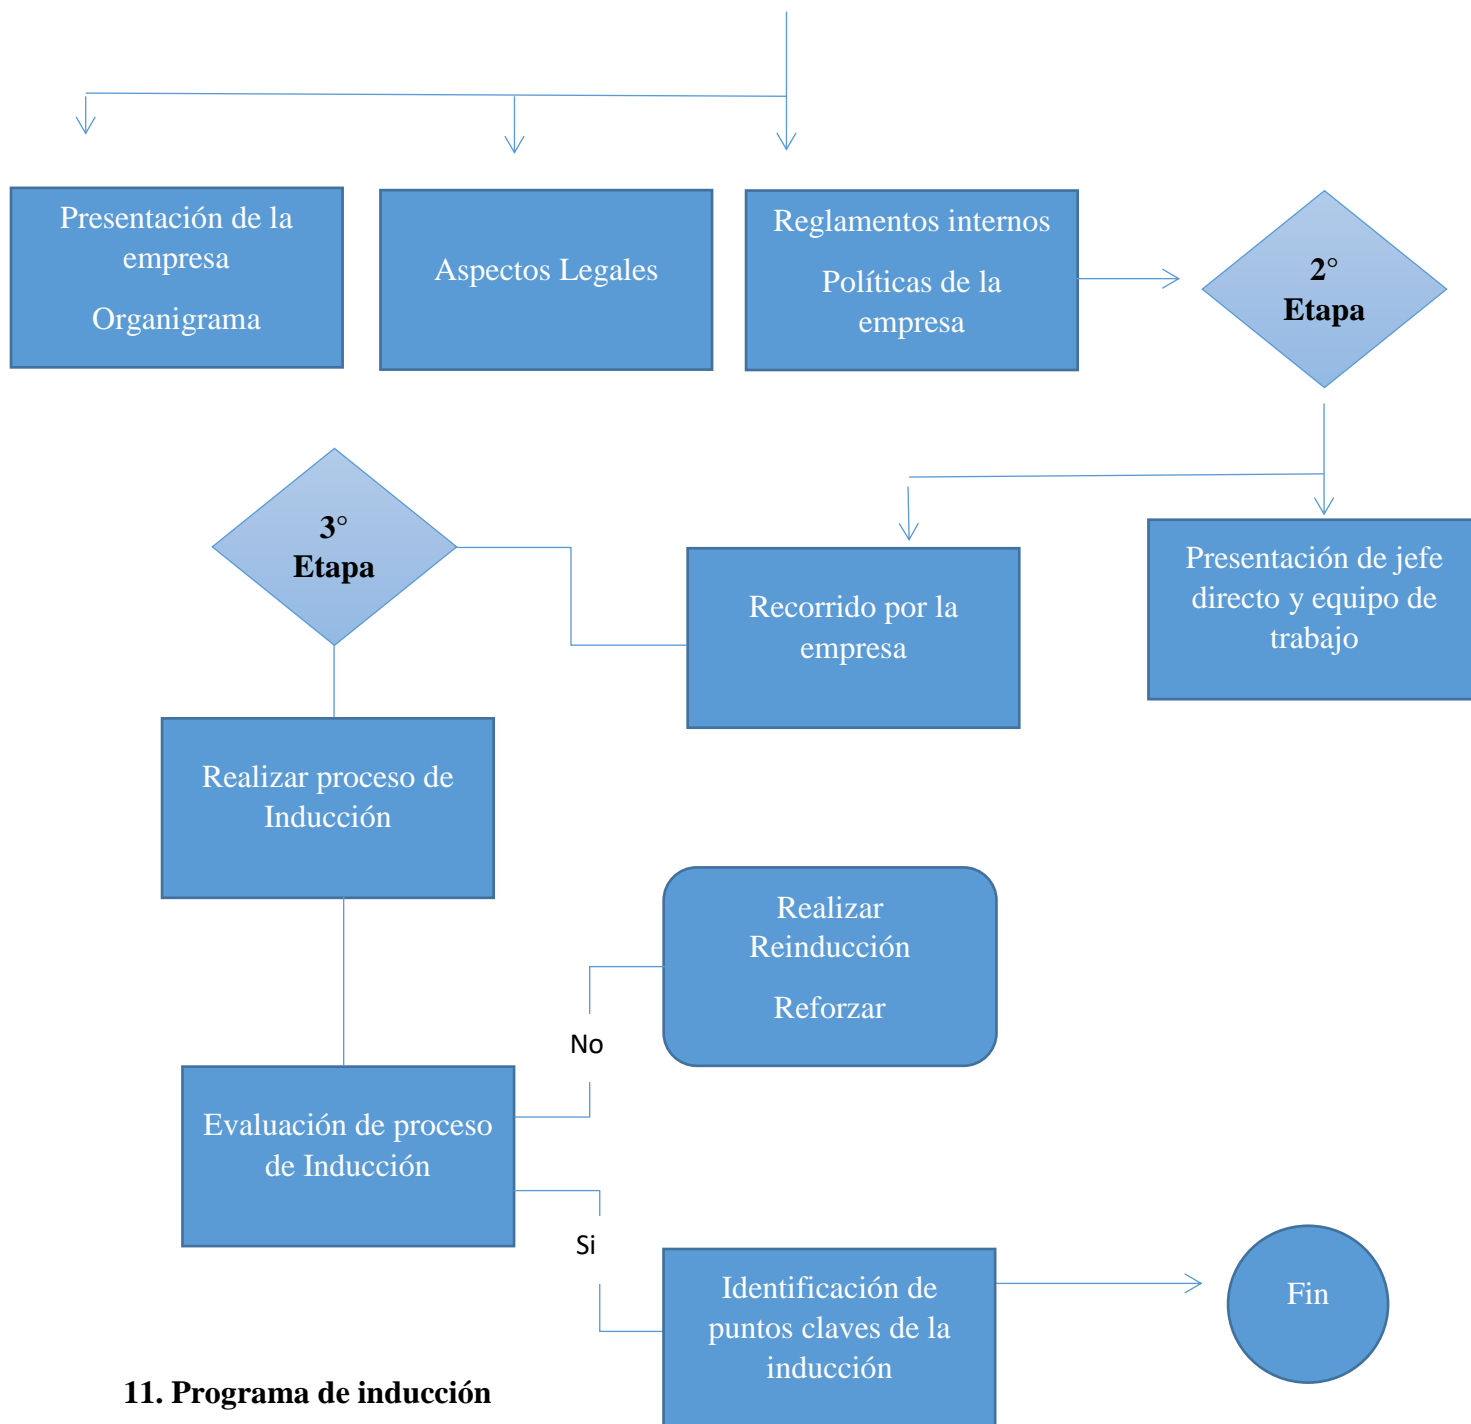 Presentación de la
empresa
Organigrama
Aspectos Legales
Reglamentos internos
Políticas de la
empresa
2°
Etapa
3°
Etapa
Recorrido por la
empresa
Presentación de jefe
directo y equipo de
trabajo
Realizar proceso de
Inducción
Realizar
Reinducción
Reforzar
No
Evaluación de proceso
de Inducción
Si
Identificación de
puntos claves de la
inducción
Fin
11. Programa de inducción